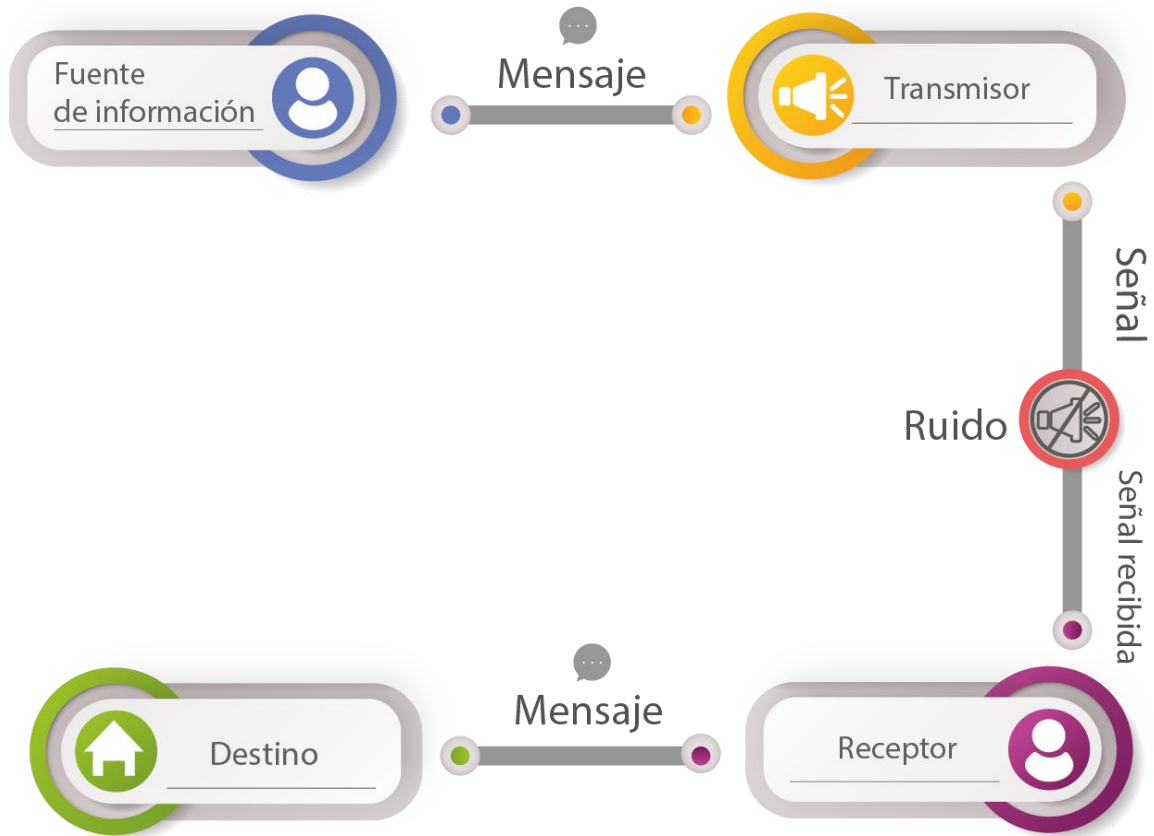 Fuente
de información
Mensaje
Transmisor
Señal
Ruido
Señal recibida
Mensaje
Destino
Receptor